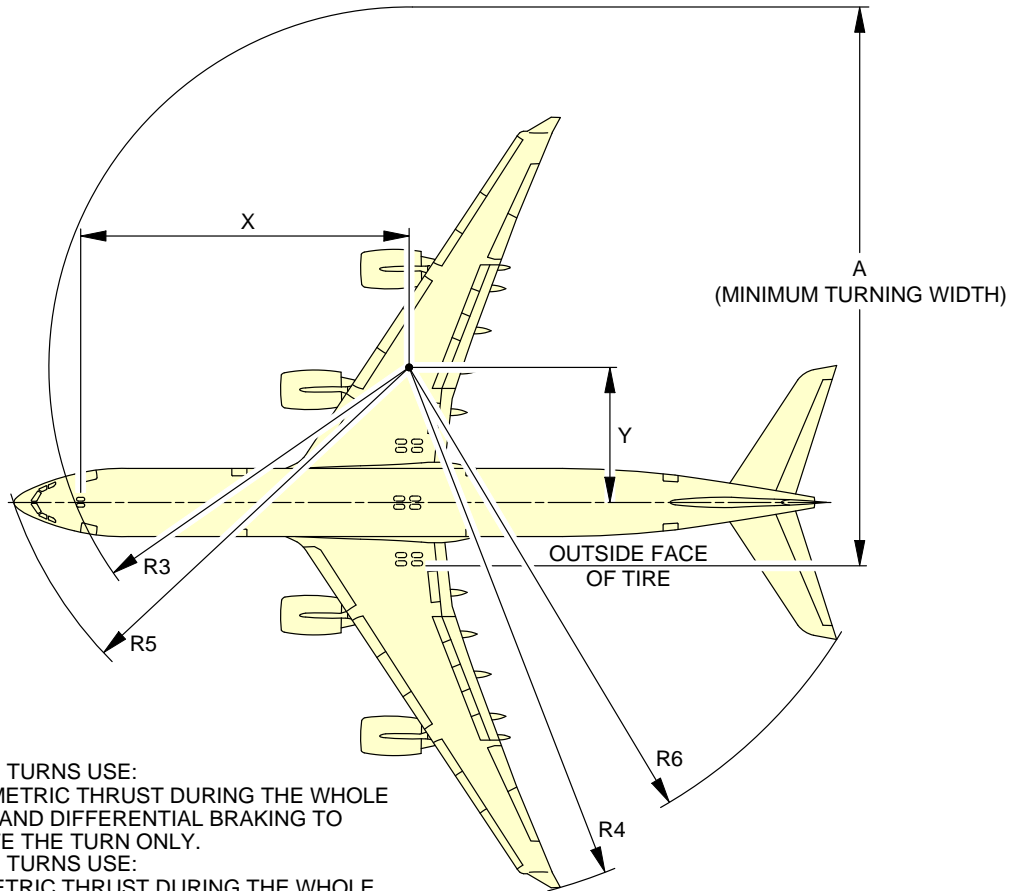 X
A
(MINIMUM TURNING WIDTH)
Y
R3
OUTSIDE FACE
OF TIRE
R5
R6
R4
TURNS USE:
METRIC THRUST DURING THE WHOLE
AND DIFFERENTIAL BRAKING TO
E THE TURN ONLY.
TURNS USE:
METRIC THRUST DURING THE WHOLE